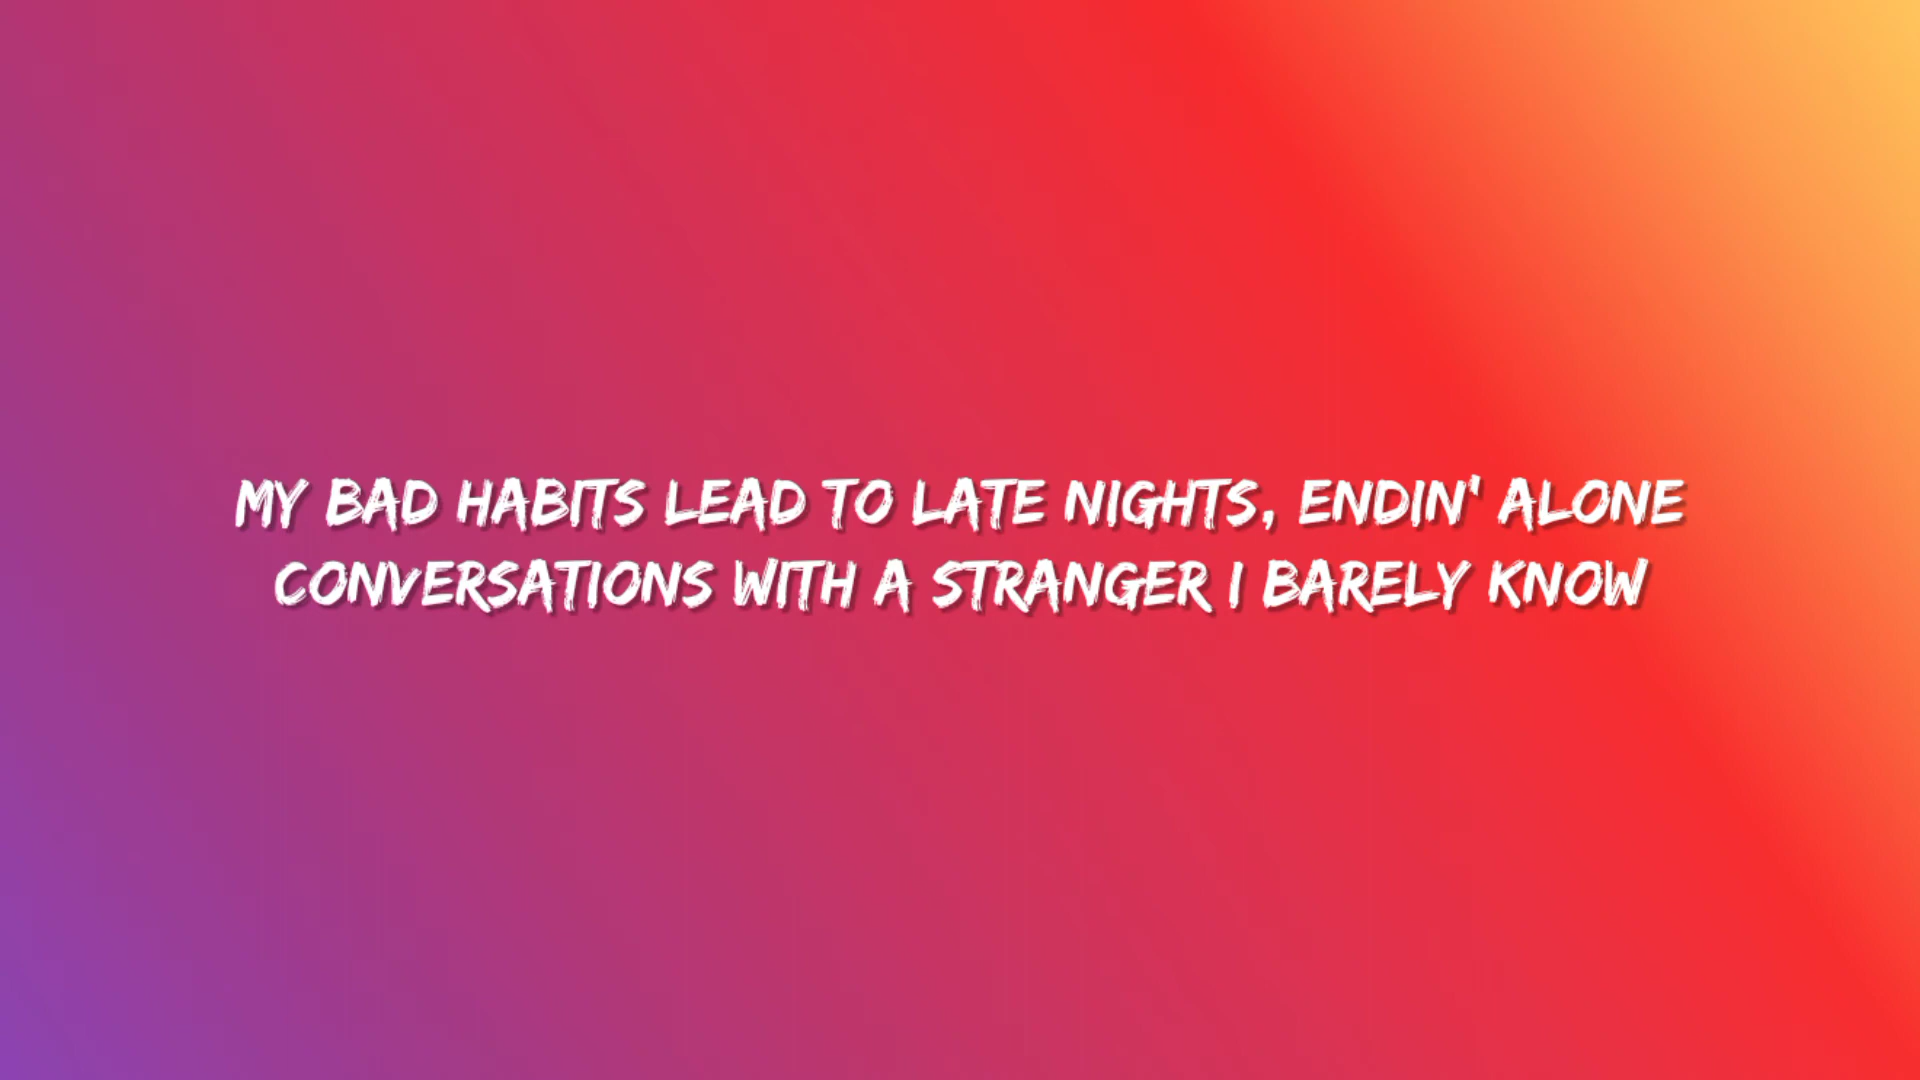 MY BAD HABITS LEAD TO LATE NIGHTS, ENDIN' ALONE
CONVERSATIONS WITH A STRANGER I BARELY KNOW